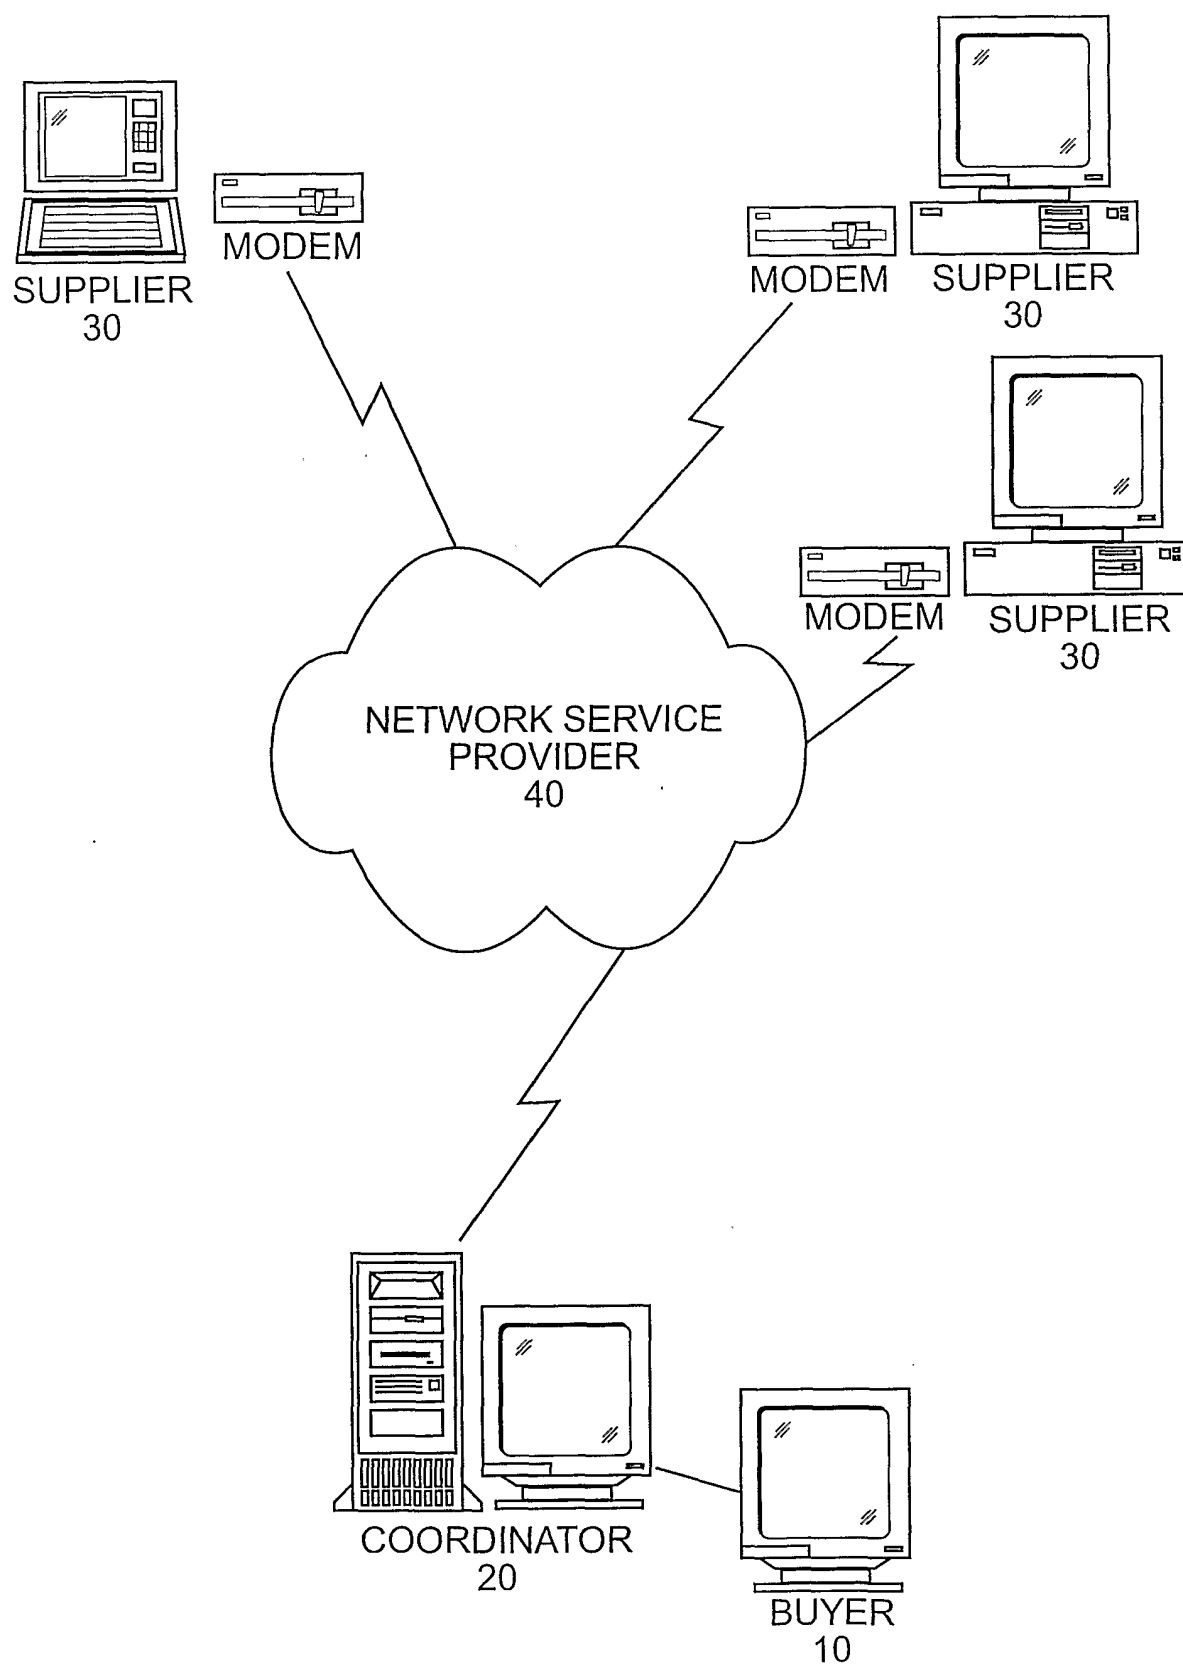 MODEM
SUPPLIER
30
MODEM
SUPPLIER
30
MODEM
SUPPLIER
30
NETWORK SERVICE
PROVIDER
40
COORDINATOR
20
BUYER
10